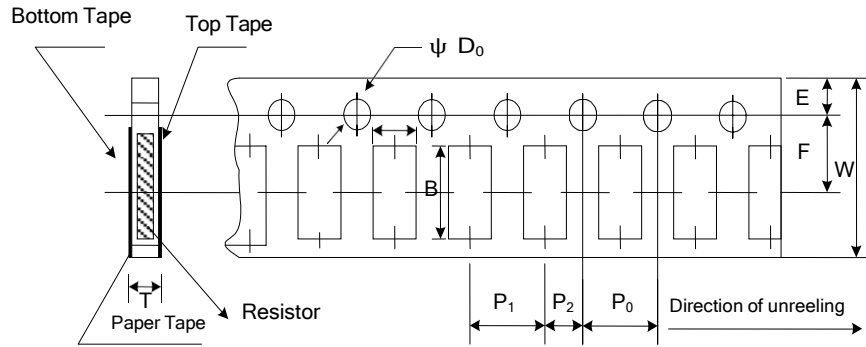 Bottom Tape
Top Tape
ψ D₀
E
F
W
B
T
Resistor
Paper Tape
P₁
P₂
P₀
Direction of unreeling